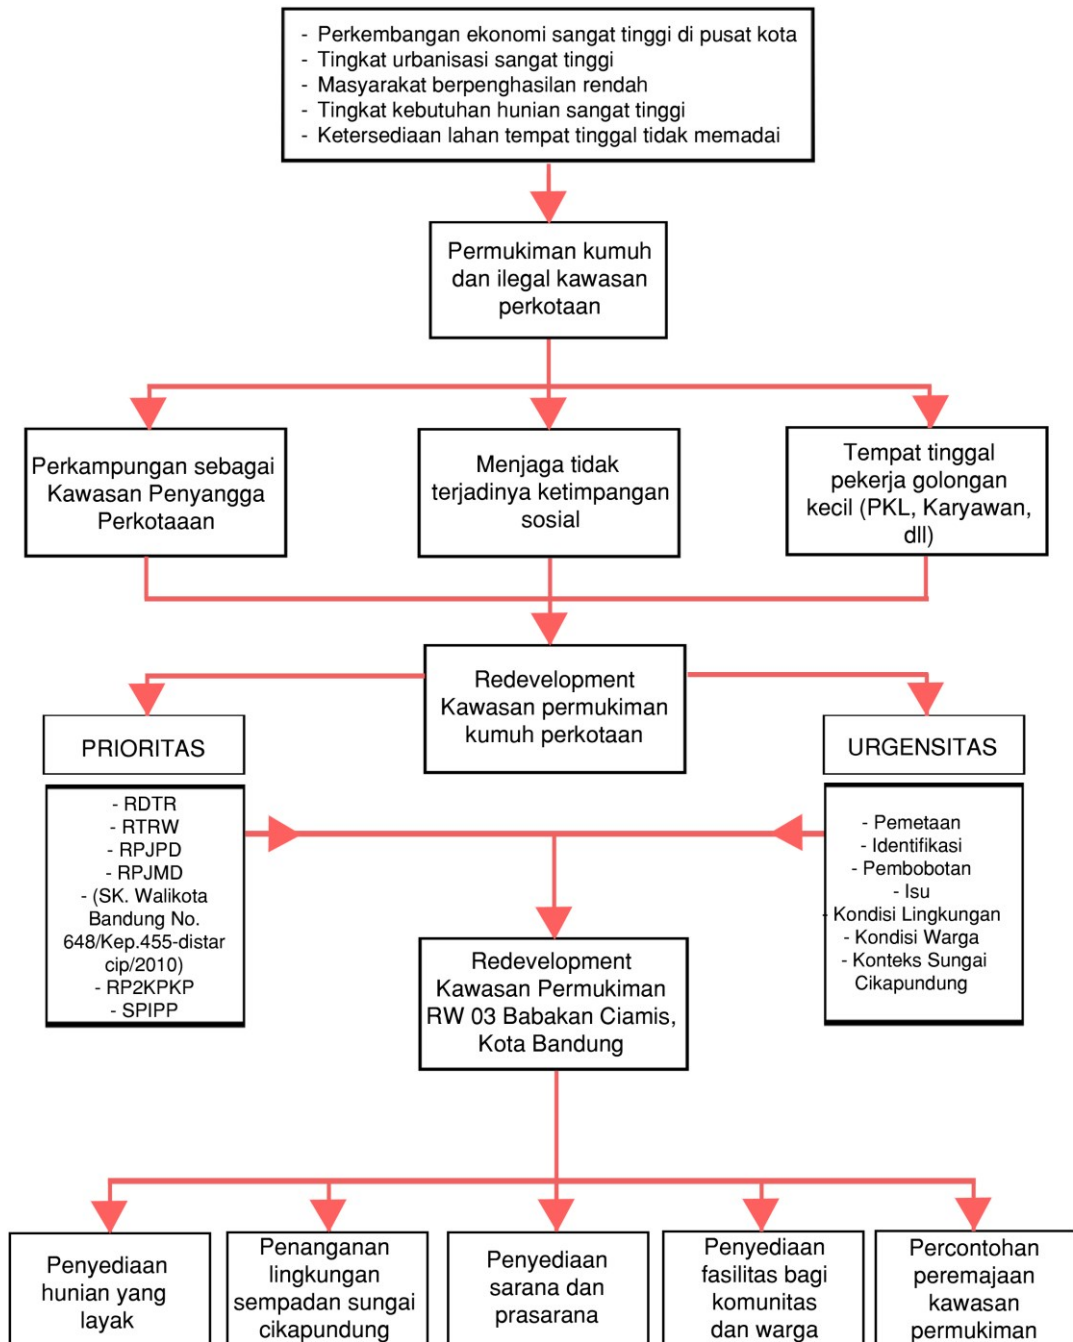 - Perkembangan ekonomi sangat tinggi di pusat kota
- Tingkat urbanisasi sangat tinggi
- Masyarakat berpenghasilan rendah
- Tingkat kebutuhan hunian sangat tinggi
- Ketersediaan lahan tempat tinggal tidak memadai
Permukiman kumuh
dan ilegal kawasan
perkotaan
Perkampungan sebagai
Kawasan Penyangga
Perkotaaan
Menjaga tidak
terjadinya ketimpangan
sosial
Tempat tinggal
pekerja golongan
kecil (PKL, Karyawan,
dll)
Redevelopment
Kawasan permukiman
kumuh perkotaan
PRIORITAS
- RDTR
- RTRW
- RPJPD
- RPJMD
- (SK. Walikota
Bandung No.
648/Kep.455-distar
cip/2010)
- RP2KPKP
- SPIPP
URGENSITAS
- Pemetaan
- Identifikasi
- Pembobotan
- Isu
- Kondisi Lingkungan
- Kondisi Warga
- Konteks Sungai
Cikapundung
Redevelopment
Kawasan Permukiman
RW 03 Babakan Ciamis,
Kota Bandung
Penyediaan
hunian yang
layak
Penanganan
lingkungan
sempadan sungai
cikapundung
Penyediaan
sarana dan
prasarana
Penyediaan
fasilitas bagi
komunitas
dan warga
Percontohan
peremajaan
kawasan
permukiman